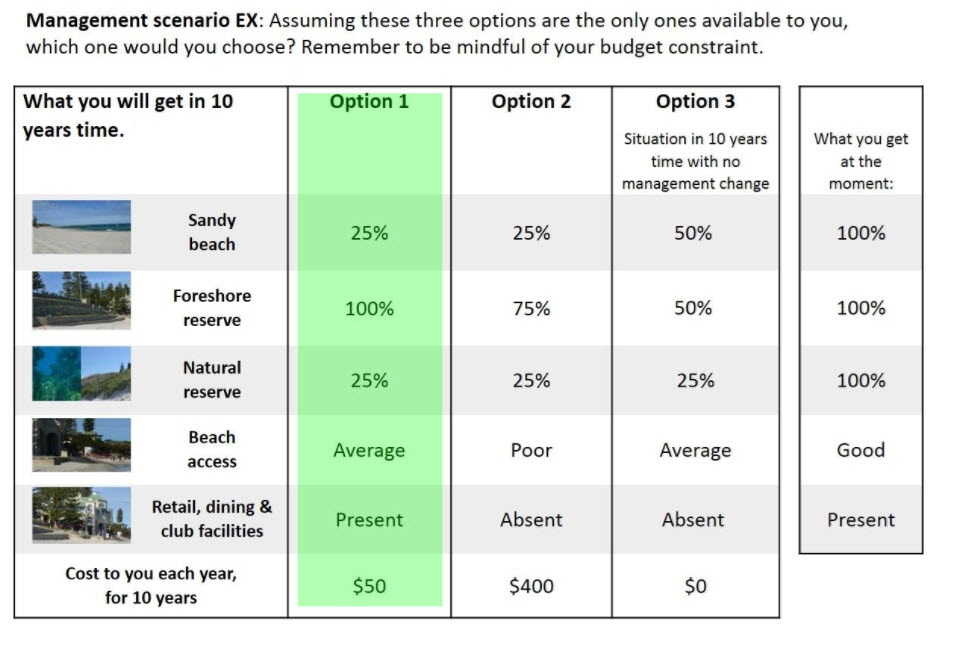 Management scenario EX: Assuming these three options are the only ones available to you,
which one would you choose? Remember to be mindful of your budget constraint.
What you will get in 10
years time.
Option 1
Option 2
Option 3
Situation in 10 years
time with no
management change
What you get
at the
moment:
Sandy
beach
25%
25%
50%
100%
Foreshore
reserve
100%
75%
50%
100%
Natural
reserve
25%
25%
25%
100%
Beach
access
Average
Poor
Average
Good
Retail, dining &
club facilities
Present
Absent
Absent
Present
Cost to you each year,
for 10 years
$50
$400
$0